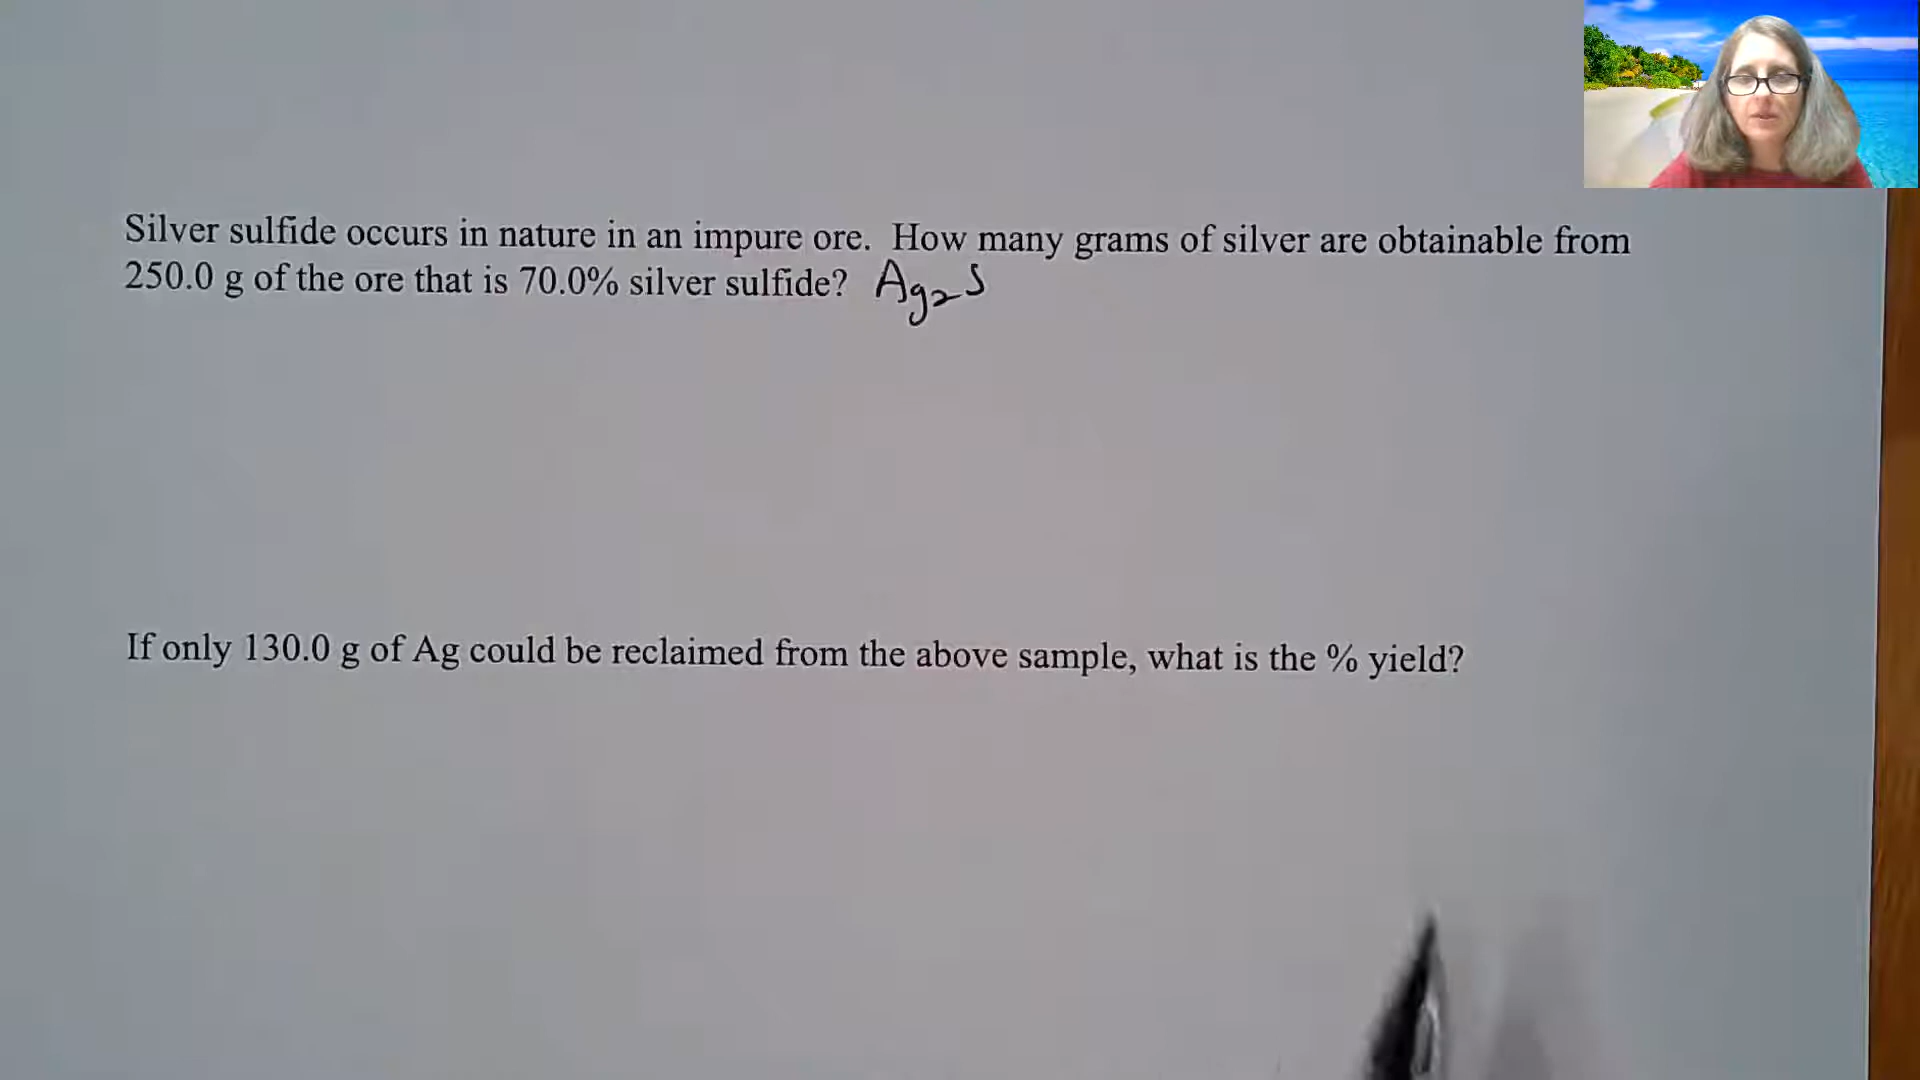 Silver sulfide occurs in nature in an impure ore. How many grams of silver are obtainable from
250.0 g of the ore that is 70.0% silver sulfide? Ag₂S
If only 130.0 g of Ag could be reclaimed from the above sample, what is the % yield?